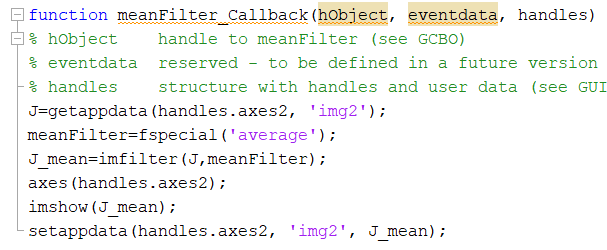 function meanFilter_Callback(hObject, eventdata, handles)
% hObject    handle to meanFilter (see GCBO)
% eventdata  reserved - to be defined in a future version
% handles    structure with handles and user data (see GUI
J=getappdata(handles.axes2, 'img2');
meanFilter=fspecial('average');
J_mean=imfilter(J,meanFilter);
axes(handles.axes2);
imshow(J_mean);
setappdata(handles.axes2, 'img2', J_mean);